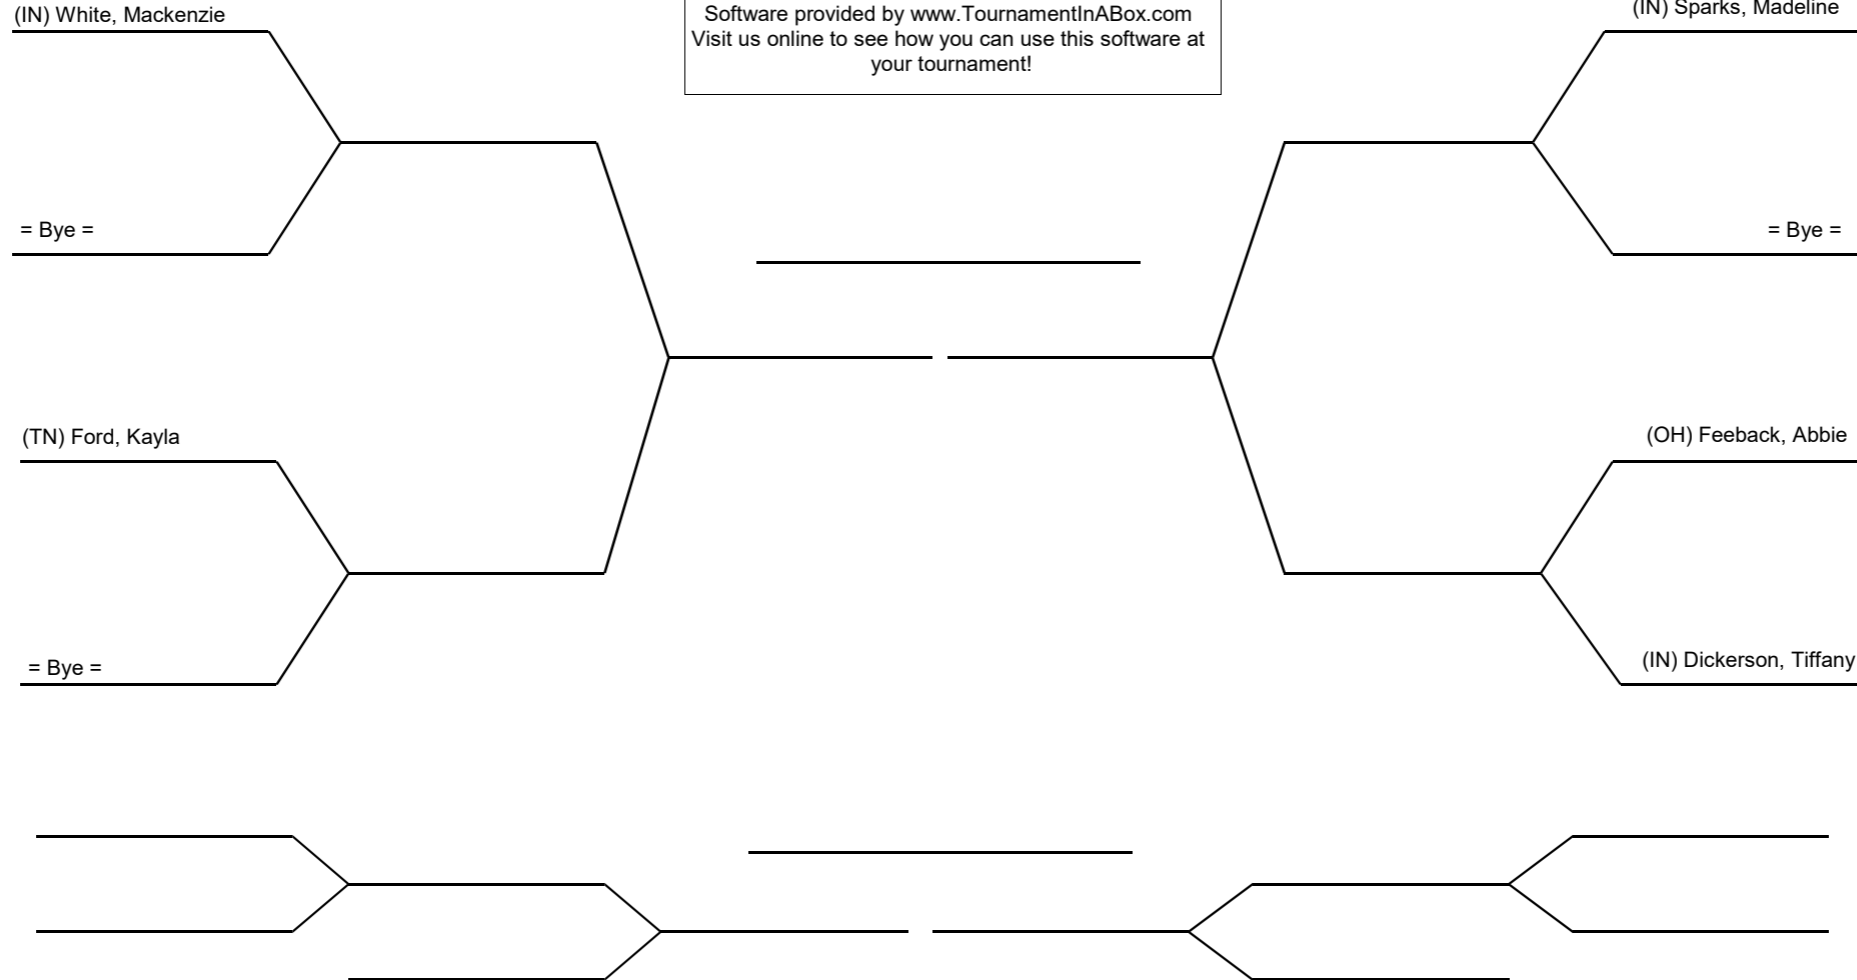 (IN) White, Mackenzie
Software provided by www.TournamentInABox.com
Visit us online to see how you can use this software at
your tournament!
(IN) Sparks, Madeline
= Bye =
= Bye =
(TN) Ford, Kayla
(OH) Feeback, Abbie
= Bye =
(IN) Dickerson, Tiffany